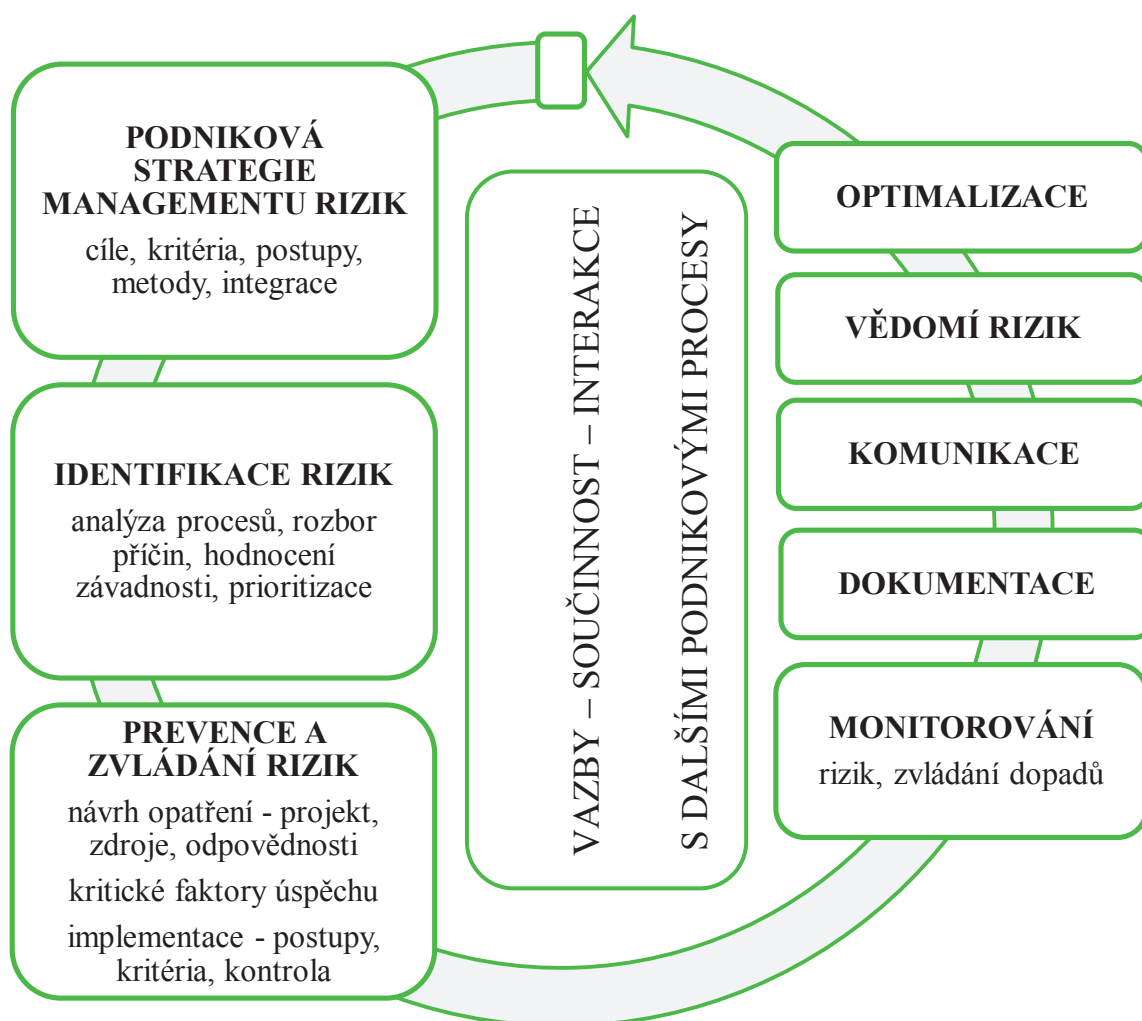 PODNIKOVÁ
STRATEGIE
MANAGEMENTU RIZIK
cíle, kritéria, postupy,
metody, integrace
IDENTIFIKACE RIZIK
analýza procesů, rozbor
příčin, hodnocení
závadnosti, prioritizace
PREVENCE A
ZVLÁDÁNÍ RIZIK
návrh opatření - projekt,
zdroje, odpovědnosti
kritické faktory úspěchu
implementace - postupy,
kritéria, kontrola
VAZBY – SOUČINNOST – INTERAKCE
S DALŠÍMI PODNIKOVÝMI PROCESY
OPTIMALIZACE
VĚDOMÍ RIZIK
KOMUNIKACE
DOKUMENTACE
MONITOROVÁNÍ
rizik, zvládání dopadů